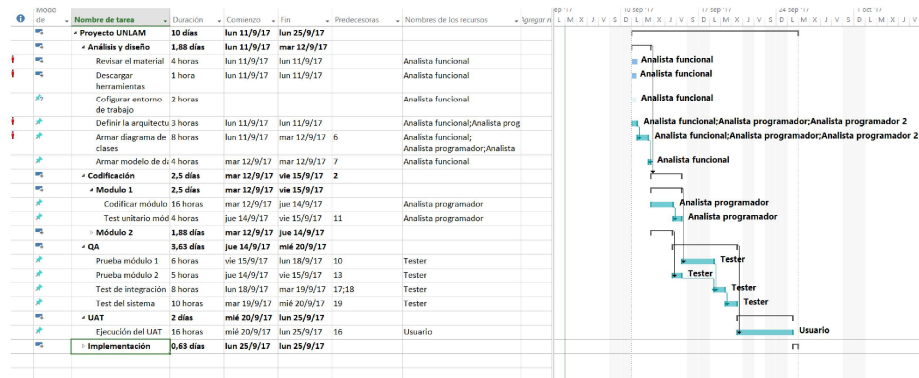 Modo de Nombre de tarea Duración Comienzo Fin Predecesoras Nombres de los recursos Agregar n
sep '17 10 sep '17 17 sep '17 24 sep '17 1 oct '17
L M X J V S D L M X J V S D L M X J V S D L M X J V S D L M X J V
Proyecto UNLAM 10 días lun 11/9/17 lun 25/9/17
Análisis y diseño 1,88 días lun 11/9/17 mar 12/9/17
Revisar el material 4 horas lun 11/9/17 lun 11/9/17 Analista funcional Analista funcional
Descargar 1 hora lun 11/9/17 lun 11/9/17 Analista funcional Analista funcional
herramientas
Cofigurar entorno 2 horas Analista funcional Analista funcional
de trabajo
Definir la arquitectu 3 horas lun 11/9/17 lun 11/9/17 Analista funcional;Analista prog Analista funcional;Analista programador;Analista programador 2
Armar diagrama de 8 horas lun 11/9/17 mar 12/9/17 6 Analista funcional; Analista funcional;Analista programador;Analista programador 2
clases Analista programador;Analista
Armar modelo de da 4 horas mar 12/9/17 mar 12/9/17 7 Analista funcional Analista funcional
Codificación 2,5 días mar 12/9/17 vie 15/9/17 2
Modulo 1 2,5 días mar 12/9/17 vie 15/9/17
Codificar módulo 16 horas mar 12/9/17 jue 14/9/17 Analista programador Analista programador
Test unitario mód 4 horas jue 14/9/17 vie 15/9/17 11 Analista programador Analista programador
Módulo 2 1,88 días mar 12/9/17 jue 14/9/17
QA 3,63 días jue 14/9/17 mié 20/9/17
Prueba módulo 1 6 horas vie 15/9/17 lun 18/9/17 10 Tester Tester
Prueba módulo 2 5 horas jue 14/9/17 vie 15/9/17 13 Tester Tester
Test de integración 8 horas lun 18/9/17 mar 19/9/17 17;18 Tester Tester
Test del sistema 10 horas mar 19/9/17 mié 20/9/17 19 Tester Tester
UAT 2 días mié 20/9/17 lun 25/9/17
Ejecución del UAT 16 horas mié 20/9/17 lun 25/9/17 16 Usuario Usuario
Implementación 0,63 días lun 25/9/17 lun 25/9/17